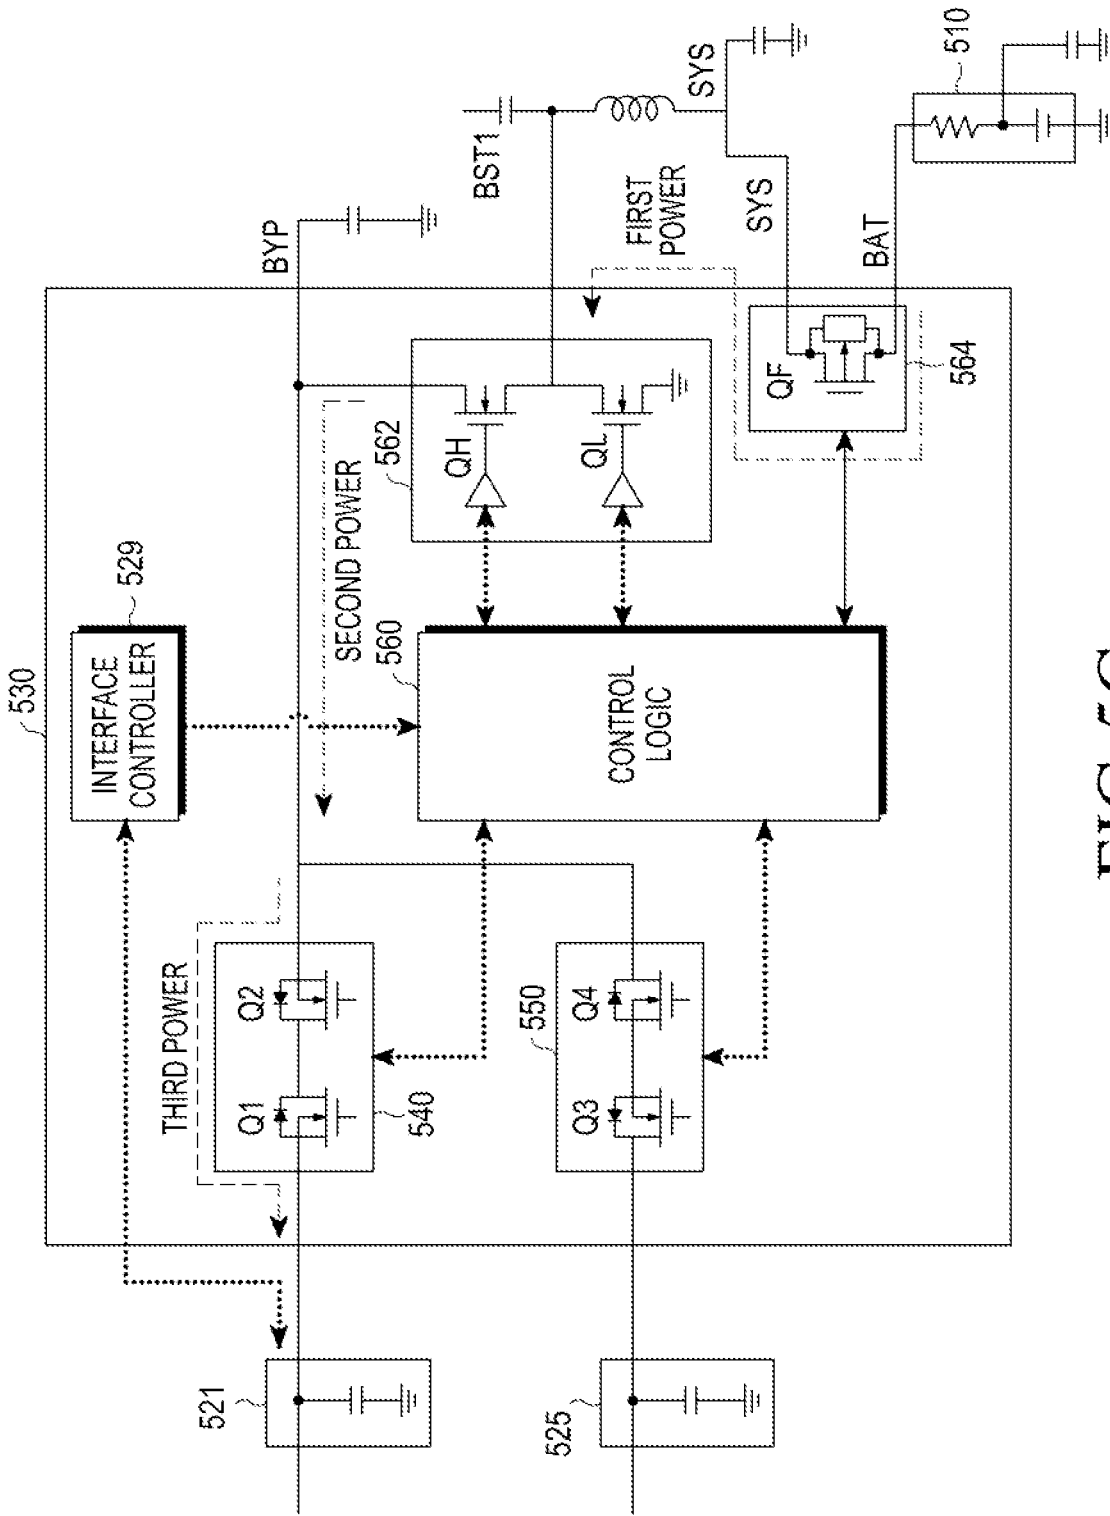 530
INTERFACE
CONTROLLER
529
521
THIRD POWER
Q1
Q2
540
SECOND POWER
BYP
560
CONTROL
LOGIC
562
QH
QL
BST1
FIRST
POWER
SYS
SYS
525
550
Q3
Q4
QF
564
BAT
510